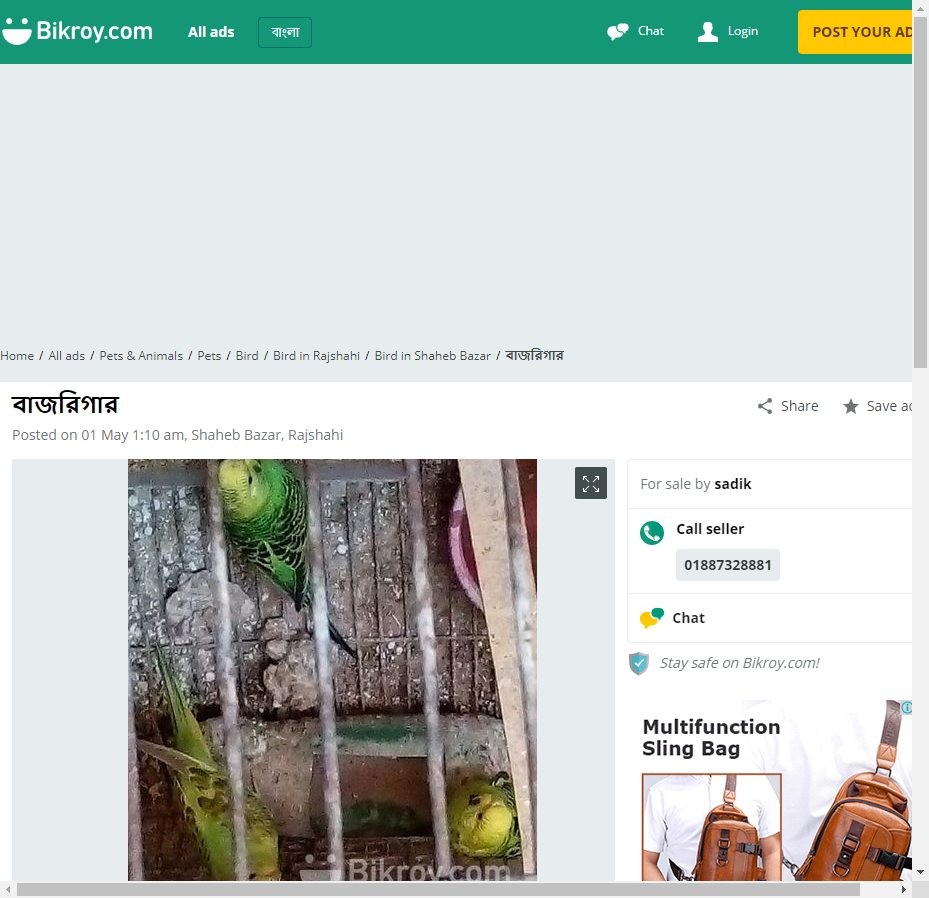 Bikroy.com
All ads
বাংলা
Chat
Login
POST YOUR AD
Home / All ads / Pets & Animals / Pets / Bird / Bird in Rajshahi / Bird in Shaheb Bazar / বাজরিগার
বাজরিগার
Share
Save ad
Posted on 01 May 1:10 am, Shaheb Bazar, Rajshahi
For sale by sadik
Call seller
01887328881
Chat
Stay safe on Bikroy.com!
Multifunction
Sling Bag
Bikroy.com